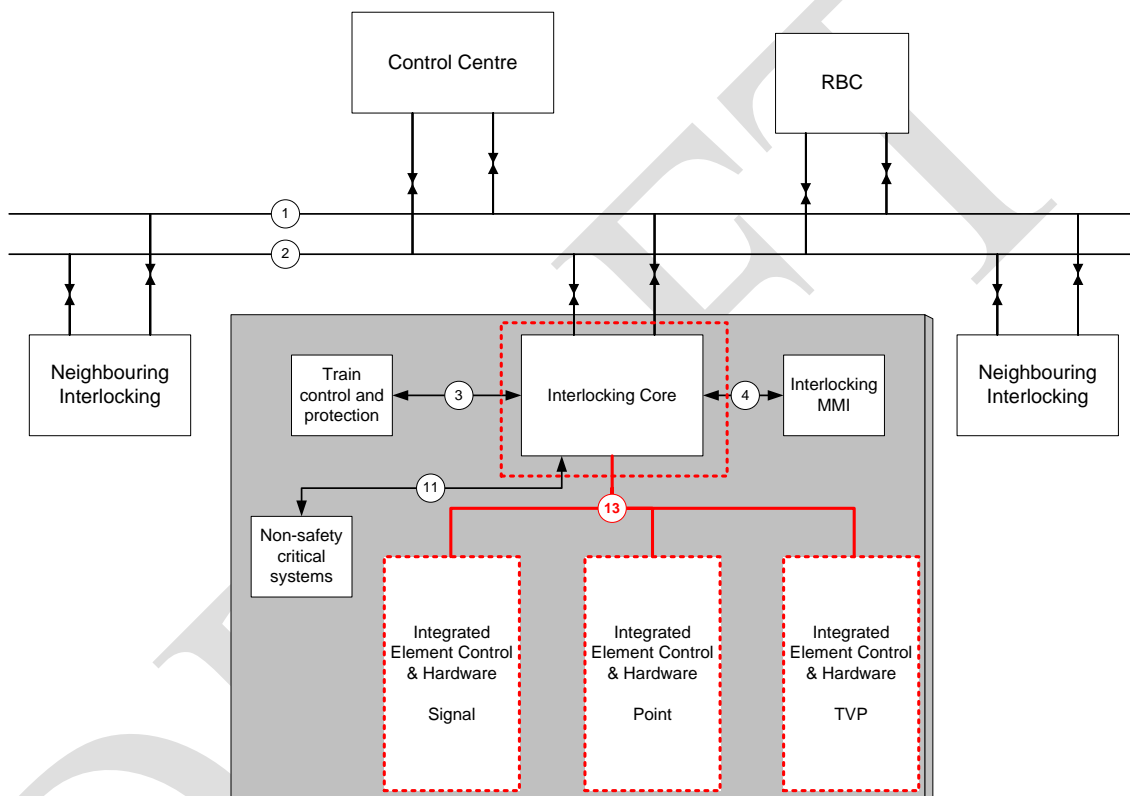 Control Centre
RBC
1
2
Neighbouring
Interlocking
Train
control and
protection
3
Interlocking Core
4
Interlocking
MMI
Neighbouring
Interlocking
11
13
Non-safety
critical
systems
Integrated
Element Control
& Hardware
Signal
Integrated
Element Control
& Hardware
Point
Integrated
Element Control
& Hardware
TVP